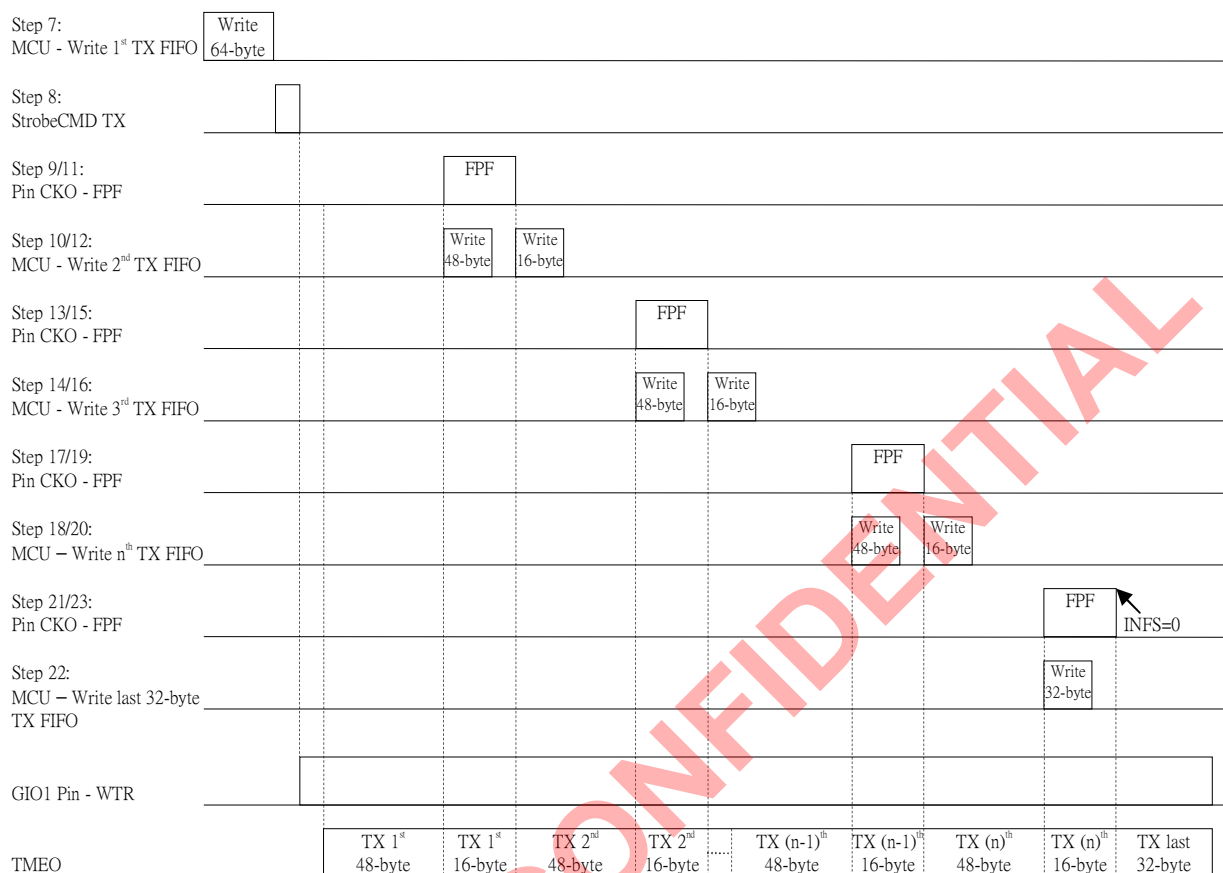 Step 7:
MCU - Write 1st TX FIFO
Write
64-byte
Step 8:
StrobeCMD TX
Step 9/11:
Pin CKO - FPF
FPF
Step 10/12:
MCU - Write 2nd TX FIFO
Write
48-byte
Write
16-byte
Step 13/15:
Pin CKO - FPF
FPF
Step 14/16:
MCU - Write 3rd TX FIFO
Write
48-byte
Write
16-byte
Step 17/19:
Pin CKO - FPF
FPF
Step 18/20:
MCU – Write nth TX FIFO
Write
48-byte
Write
16-byte
Step 21/23:
Pin CKO - FPF
FPF
INFS=0
Step 22:
MCU – Write last 32-byte
TX FIFO
Write
32-byte
GIO1 Pin - WTR
TMEO
TX 1st
48-byte
TX 1st
16-byte
TX 2nd
48-byte
TX 2nd
16-byte
......
TX (n-1)th
48-byte
TX (n-1)th
16-byte
TX (n)th
48-byte
TX (n)th
16-byte
TX last
32-byte
CONFIDENTIAL